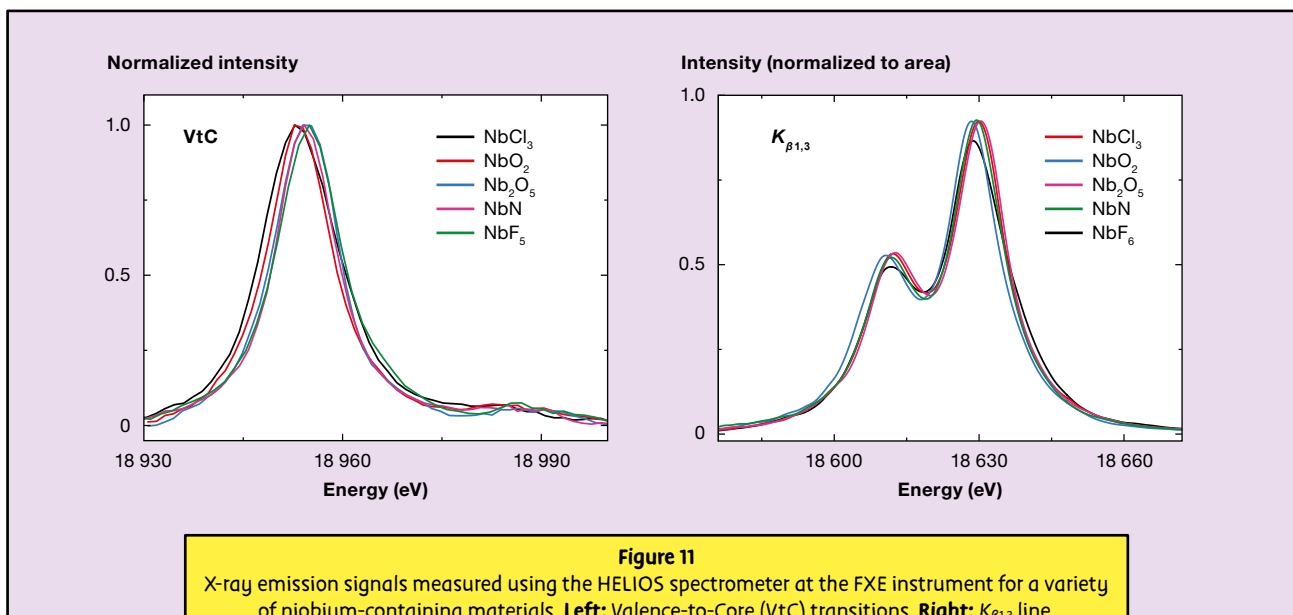 Normalized intensity
1.0
0.5
0
VtC
NbCl₃
NbO₂
Nb₂O₅
NbN
NbF₅
18 930
18 960
18 990
Energy (eV)
Intensity (normalized to area)
1.0
0.5
0
Kβ1,3
NbCl₃
NbO₂
Nb₂O₅
NbN
NbF₆
18 600
18 630
18 660
Energy (eV)
Figure 11
X-ray emission signals measured using the HELIOS spectrometer at the FXE instrument for a variety
of niobium-containing materials. Left: Valence-to-Core (VtC) transitions. Right: Kβ13 line